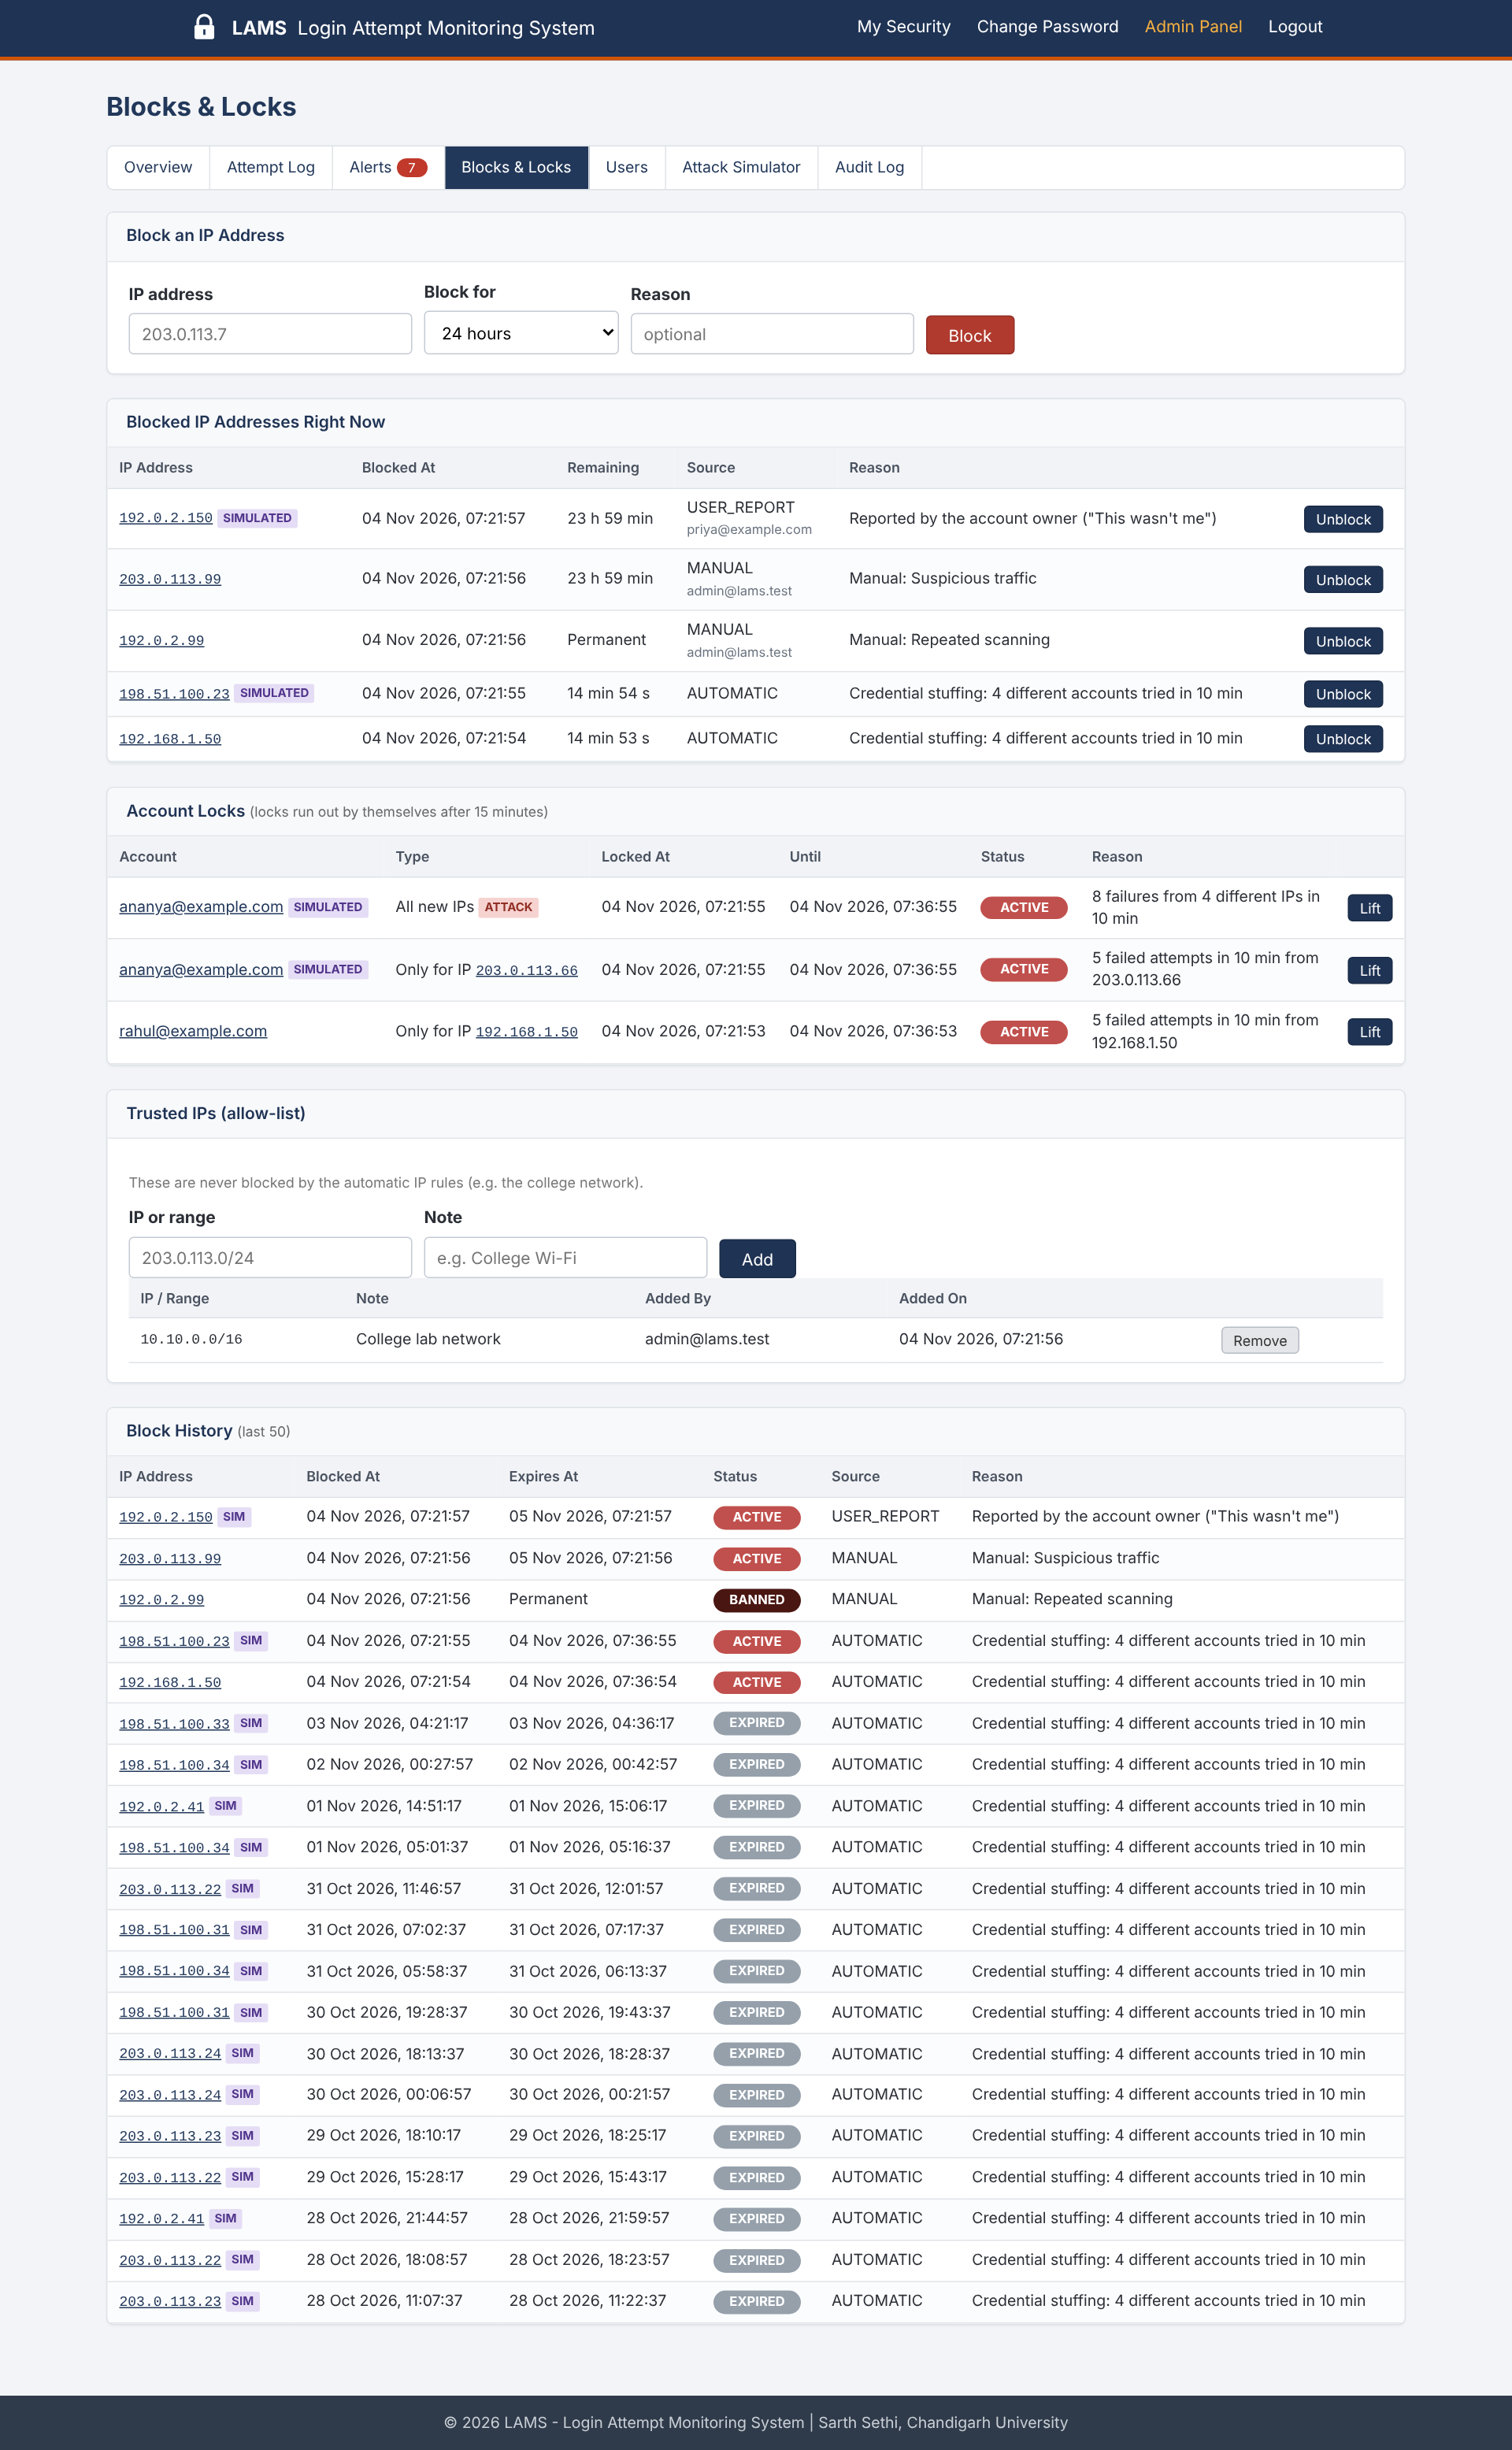 LAMS Login Attempt Monitoring System My Security Change Password Admin Panel Logout
Blocks & Locks
Overview Attempt Log Alerts 7 Blocks & Locks Users Attack Simulator Audit Log
Block an IP Address
IP address Block for Reason
203.0.113.7 24 hours optional Block
Blocked IP Addresses Right Now
IP Address Blocked At Remaining Source Reason
192.0.2.150 SIMULATED 04 Nov 2026, 07:21:57 23 h 59 min USER_REPORT Reported by the account owner ("This wasn't me") Unblock
priya@example.com
203.0.113.99 04 Nov 2026, 07:21:56 23 h 59 min MANUAL Manual: Suspicious traffic Unblock
admin@lams.test
192.0.2.99 04 Nov 2026, 07:21:56 Permanent MANUAL Manual: Repeated scanning Unblock
admin@lams.test
198.51.100.23 SIMULATED 04 Nov 2026, 07:21:55 14 min 54 s AUTOMATIC Credential stuffing: 4 different accounts tried in 10 min Unblock
192.168.1.50 04 Nov 2026, 07:21:54 14 min 53 s AUTOMATIC Credential stuffing: 4 different accounts tried in 10 min Unblock
Account Locks (locks run out by themselves after 15 minutes)
Account Type Locked At Until Status Reason
ananya@example.com SIMULATED All new IPs ATTACK 04 Nov 2026, 07:21:55 04 Nov 2026, 07:36:55 ACTIVE 8 failures from 4 different IPs in Lift
10 min
ananya@example.com SIMULATED Only for IP 203.0.113.66 04 Nov 2026, 07:21:55 04 Nov 2026, 07:36:55 ACTIVE 5 failed attempts in 10 min from Lift
203.0.113.66
rahul@example.com Only for IP 192.168.1.50 04 Nov 2026, 07:21:53 04 Nov 2026, 07:36:53 ACTIVE 5 failed attempts in 10 min from Lift
192.168.1.50
Trusted IPs (allow-list)
These are never blocked by the automatic IP rules (e.g. the college network).
IP or range Note
203.0.113.0/24 e.g. College Wi-Fi Add
IP / Range Note Added By Added On
10.10.0.0/16 College lab network admin@lams.test 04 Nov 2026, 07:21:56 Remove
Block History (last 50)
IP Address Blocked At Expires At Status Source Reason
192.0.2.150 SIM 04 Nov 2026, 07:21:57 05 Nov 2026, 07:21:57 ACTIVE USER_REPORT Reported by the account owner ("This wasn't me")
203.0.113.99 04 Nov 2026, 07:21:56 05 Nov 2026, 07:21:56 ACTIVE MANUAL Manual: Suspicious traffic
192.0.2.99 04 Nov 2026, 07:21:56 Permanent BANNED MANUAL Manual: Repeated scanning
198.51.100.23 SIM 04 Nov 2026, 07:21:55 04 Nov 2026, 07:36:55 ACTIVE AUTOMATIC Credential stuffing: 4 different accounts tried in 10 min
192.168.1.50 04 Nov 2026, 07:21:54 04 Nov 2026, 07:36:54 ACTIVE AUTOMATIC Credential stuffing: 4 different accounts tried in 10 min
198.51.100.33 SIM 03 Nov 2026, 04:21:17 03 Nov 2026, 04:36:17 EXPIRED AUTOMATIC Credential stuffing: 4 different accounts tried in 10 min
198.51.100.34 SIM 02 Nov 2026, 00:27:57 02 Nov 2026, 00:42:57 EXPIRED AUTOMATIC Credential stuffing: 4 different accounts tried in 10 min
192.0.2.41 SIM 01 Nov 2026, 14:51:17 01 Nov 2026, 15:06:17 EXPIRED AUTOMATIC Credential stuffing: 4 different accounts tried in 10 min
198.51.100.34 SIM 01 Nov 2026, 05:01:37 01 Nov 2026, 05:16:37 EXPIRED AUTOMATIC Credential stuffing: 4 different accounts tried in 10 min
203.0.113.22 SIM 31 Oct 2026, 11:46:57 31 Oct 2026, 12:01:57 EXPIRED AUTOMATIC Credential stuffing: 4 different accounts tried in 10 min
198.51.100.31 SIM 31 Oct 2026, 07:02:37 31 Oct 2026, 07:17:37 EXPIRED AUTOMATIC Credential stuffing: 4 different accounts tried in 10 min
198.51.100.34 SIM 31 Oct 2026, 05:58:37 31 Oct 2026, 06:13:37 EXPIRED AUTOMATIC Credential stuffing: 4 different accounts tried in 10 min
198.51.100.31 SIM 30 Oct 2026, 19:28:37 30 Oct 2026, 19:43:37 EXPIRED AUTOMATIC Credential stuffing: 4 different accounts tried in 10 min
203.0.113.24 SIM 30 Oct 2026, 18:13:37 30 Oct 2026, 18:28:37 EXPIRED AUTOMATIC Credential stuffing: 4 different accounts tried in 10 min
203.0.113.24 SIM 30 Oct 2026, 00:06:57 30 Oct 2026, 00:21:57 EXPIRED AUTOMATIC Credential stuffing: 4 different accounts tried in 10 min
203.0.113.23 SIM 29 Oct 2026, 18:10:17 29 Oct 2026, 18:25:17 EXPIRED AUTOMATIC Credential stuffing: 4 different accounts tried in 10 min
203.0.113.22 SIM 29 Oct 2026, 15:28:17 29 Oct 2026, 15:43:17 EXPIRED AUTOMATIC Credential stuffing: 4 different accounts tried in 10 min
192.0.2.41 SIM 28 Oct 2026, 21:44:57 28 Oct 2026, 21:59:57 EXPIRED AUTOMATIC Credential stuffing: 4 different accounts tried in 10 min
203.0.113.22 SIM 28 Oct 2026, 18:08:57 28 Oct 2026, 18:23:57 EXPIRED AUTOMATIC Credential stuffing: 4 different accounts tried in 10 min
203.0.113.23 SIM 28 Oct 2026, 11:07:37 28 Oct 2026, 11:22:37 EXPIRED AUTOMATIC Credential stuffing: 4 different accounts tried in 10 min
© 2026 LAMS - Login Attempt Monitoring System | Sarth Sethi, Chandigarh University